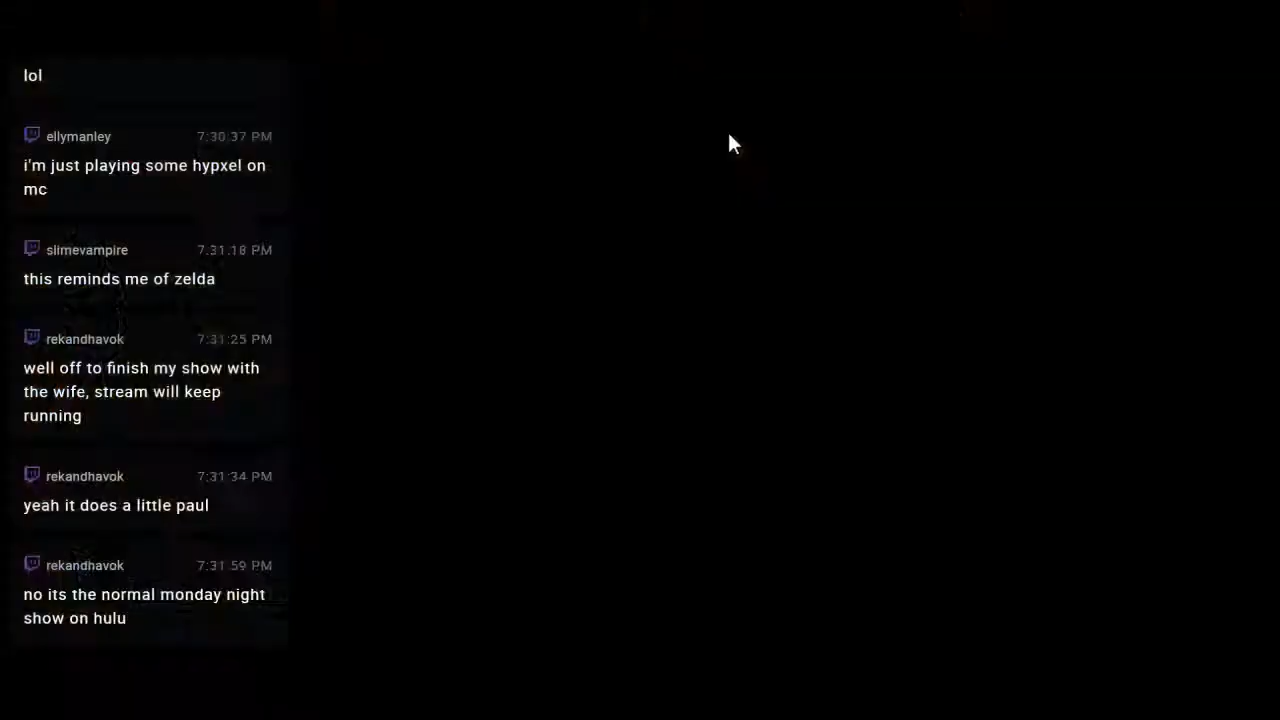 lol
ellymanley 7:30:37 PM
i'm just playing some hypxel on
mc
slimevampire 7:31:18 PM
this reminds me of zelda
rekandhavok 7:31:25 PM
well off to finish my show with
the wife, stream will keep
running
rekandhavok 7:31:34 PM
yeah it does a little paul
rekandhavok 7:31:59 PM
no its the normal monday night
show on hulu